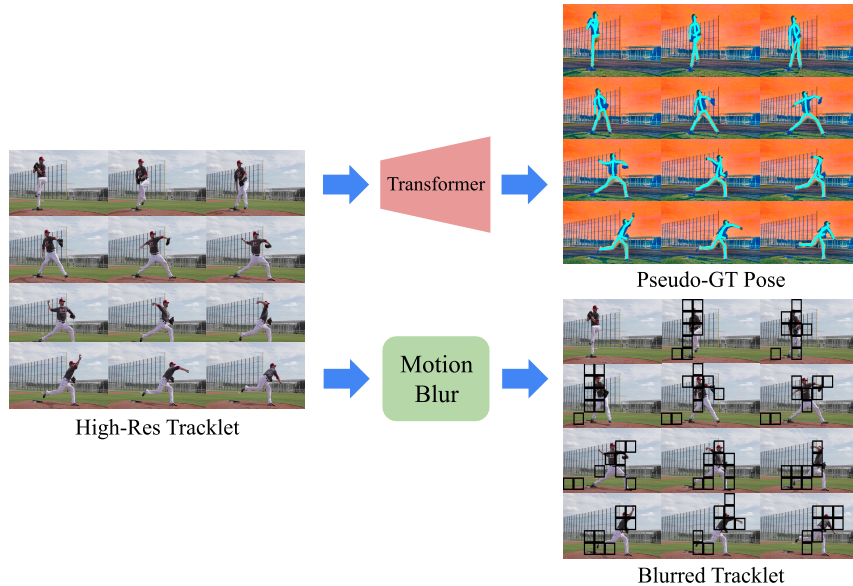 Transformer
Pseudo-GT Pose
High-Res Tracklet
Motion
Blur
Blurred Tracklet